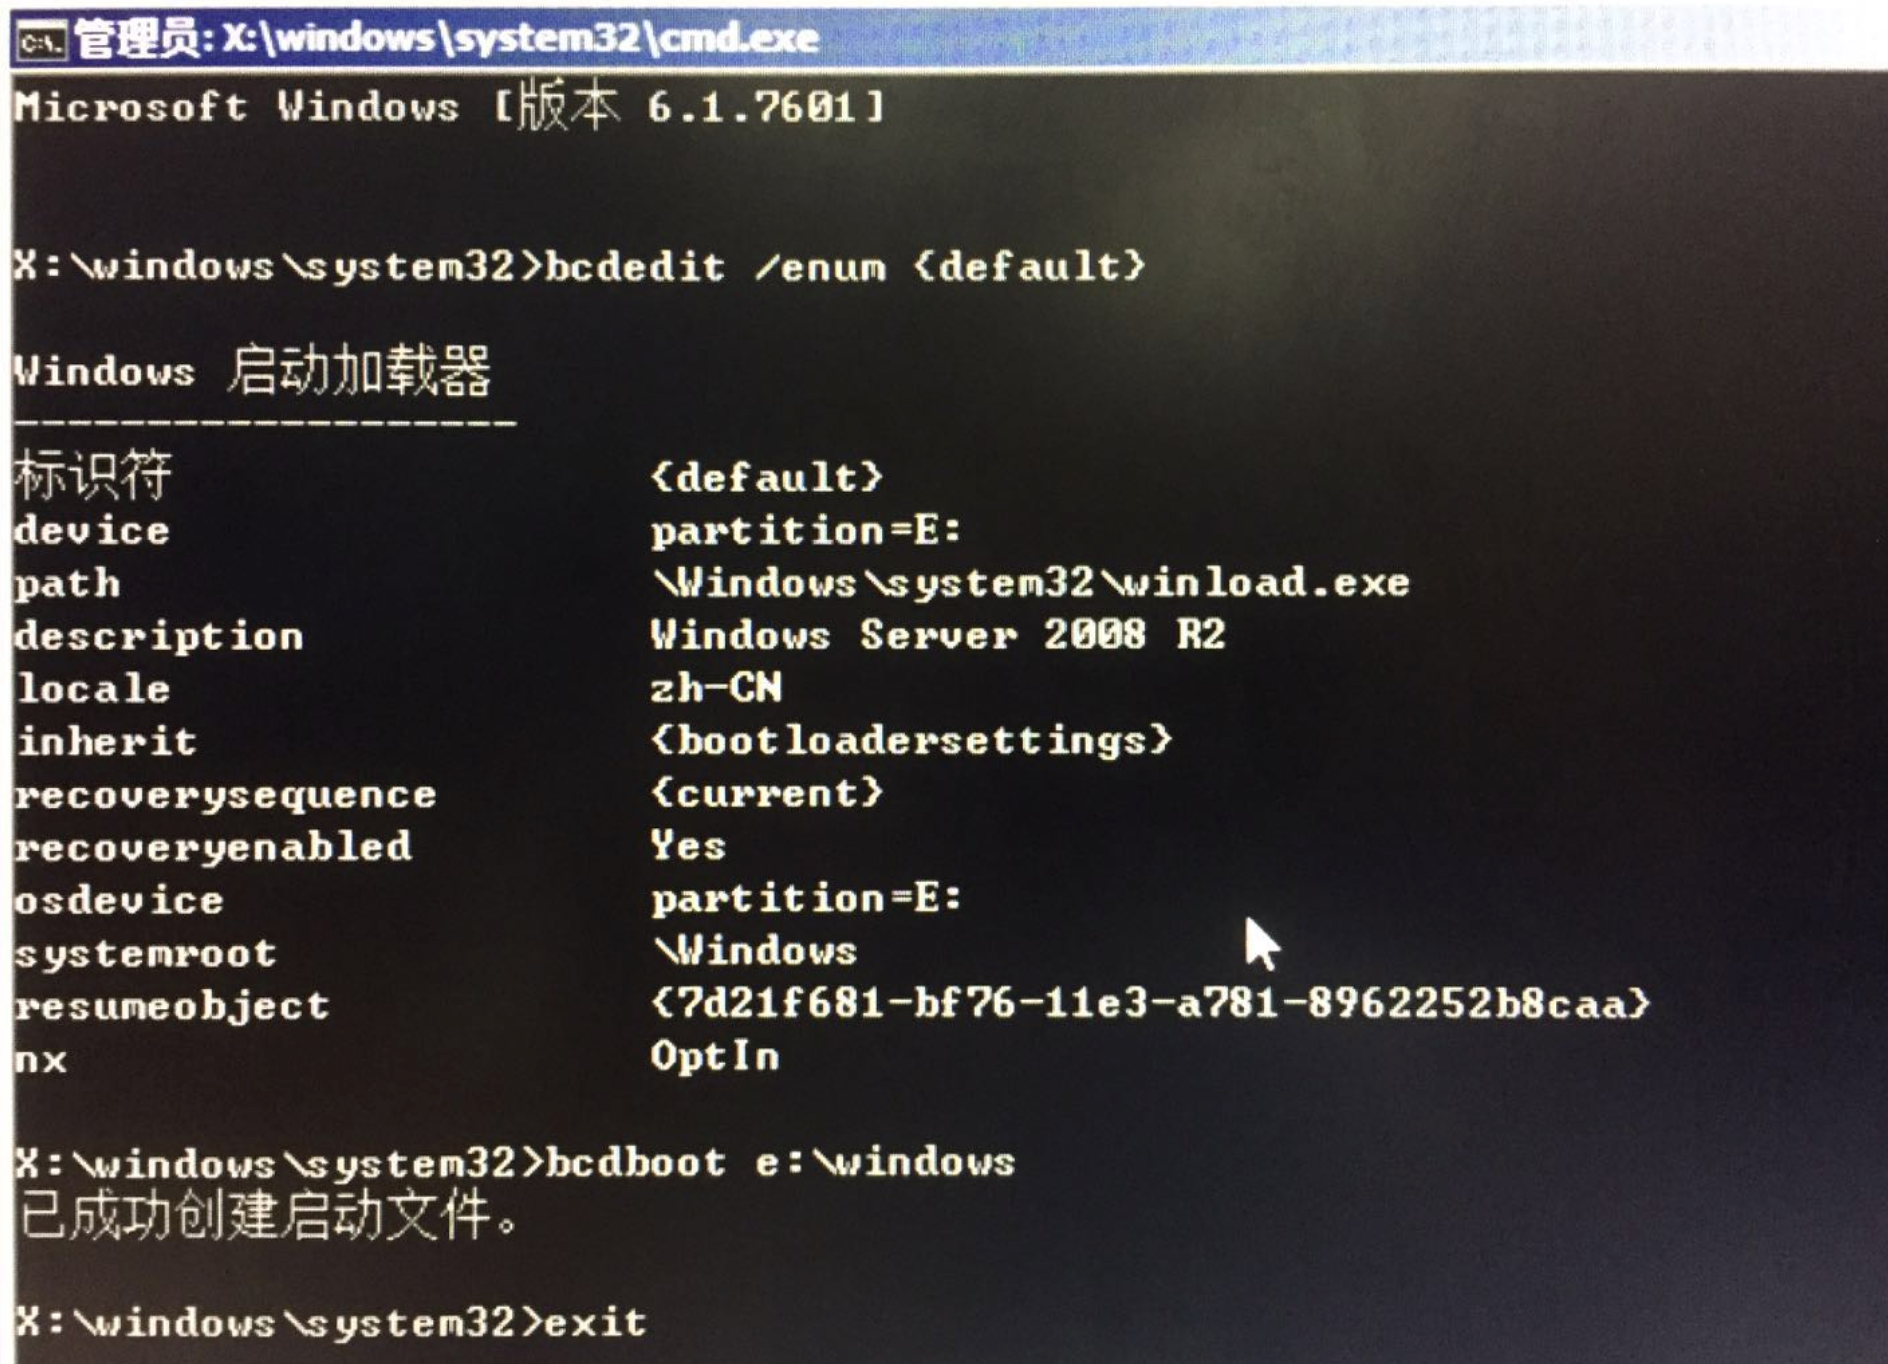 管理员: X:\windows\system32\cmd.exe
Microsoft Windows [版本 6.1.7601]
X:\windows\system32>bcdedit /enum {default}
Windows 启动加载器
-------------------
标识符 {default}
device partition=E:
path \Windows\system32\winload.exe
description Windows Server 2008 R2
locale zh-CN
inherit {bootloadersettings}
recoverysequence {current}
recoveryenabled Yes
osdevice partition=E:
systemroot \Windows
resumeobject {7d21f681-bf76-11e3-a781-8962252b8caa}
nx OptIn
X:\windows\system32>bcdboot e:\windows
已成功创建启动文件。
X:\windows\system32>exit